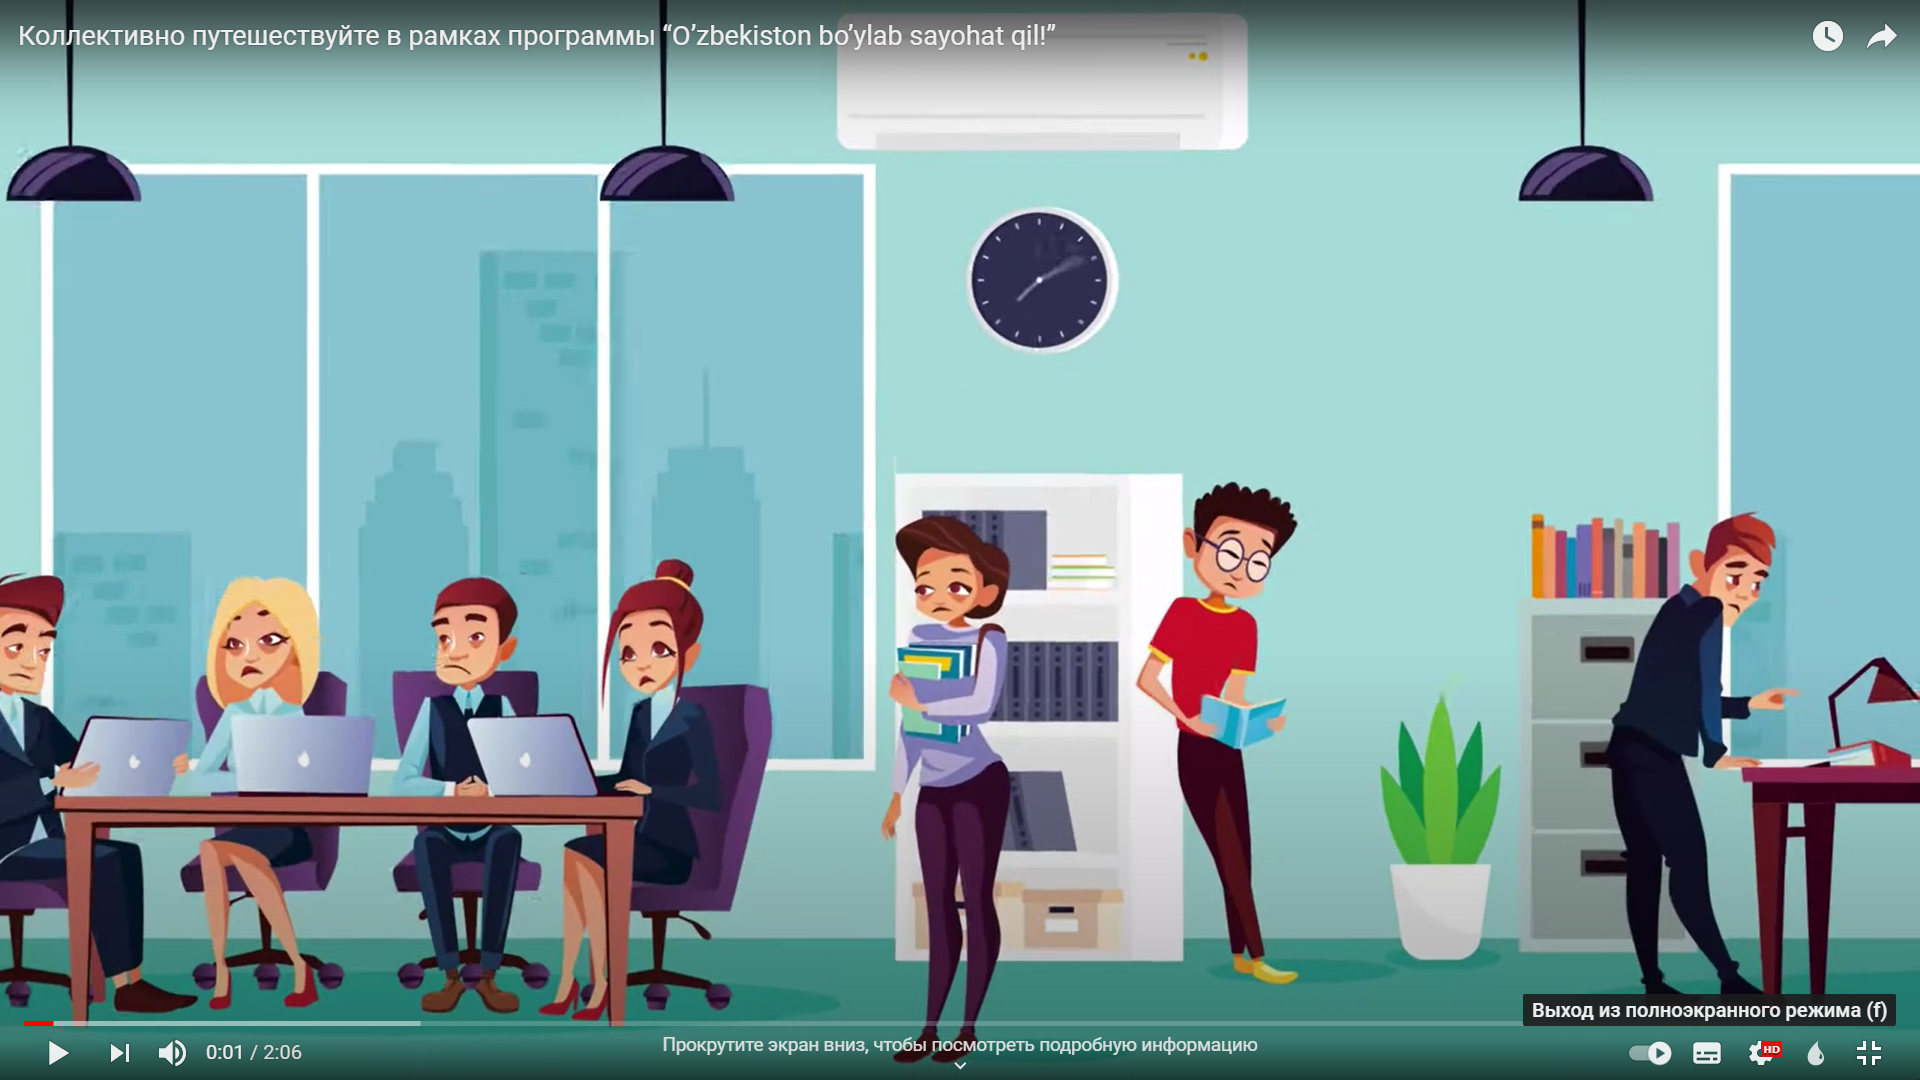 Коллективно путешествуйте в рамках программы “O’zbekiston bo’ylab sayohat qil!”
Выход из полноэкранного режима (f)
0:01 / 2:06
Прокрутите экран вниз, чтобы посмотреть подробную информацию
HD